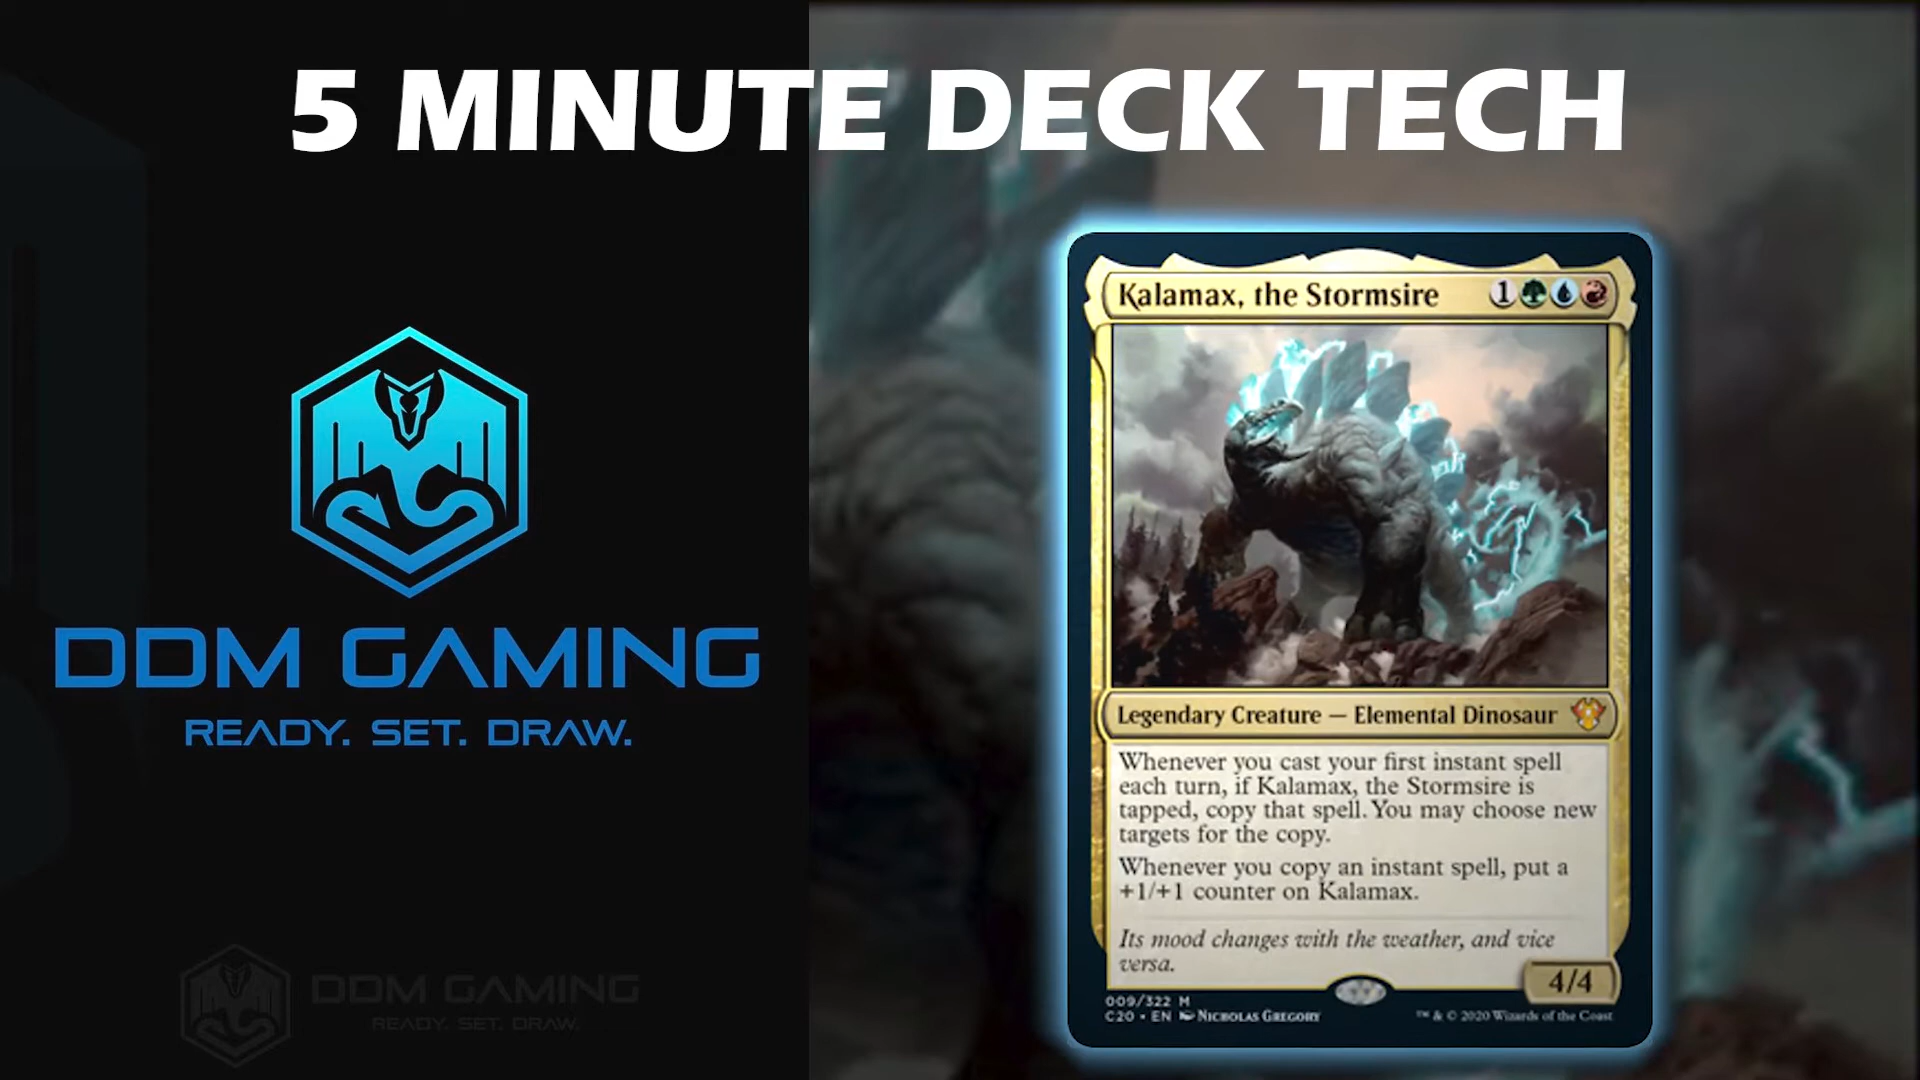 5 MINUTE DECK TECH
DDM GAMING
READY. SET. DRAW.
DDM GAMING
READY. SET. DRAW.
Kalamax, the Stormsire 1
Legendary Creature — Elemental Dinosaur
Whenever you cast your first instant spell
each turn, if Kalamax, the Stormsire is
tapped, copy that spell. You may choose new
targets for the copy.
Whenever you copy an instant spell, put a
+1/+1 counter on Kalamax.
Its mood changes with the weather, and vice
versa.
4/4
009/322 M
C20 • EN Nicholas Gregory
™ & © 2020 Wizards of the Coast